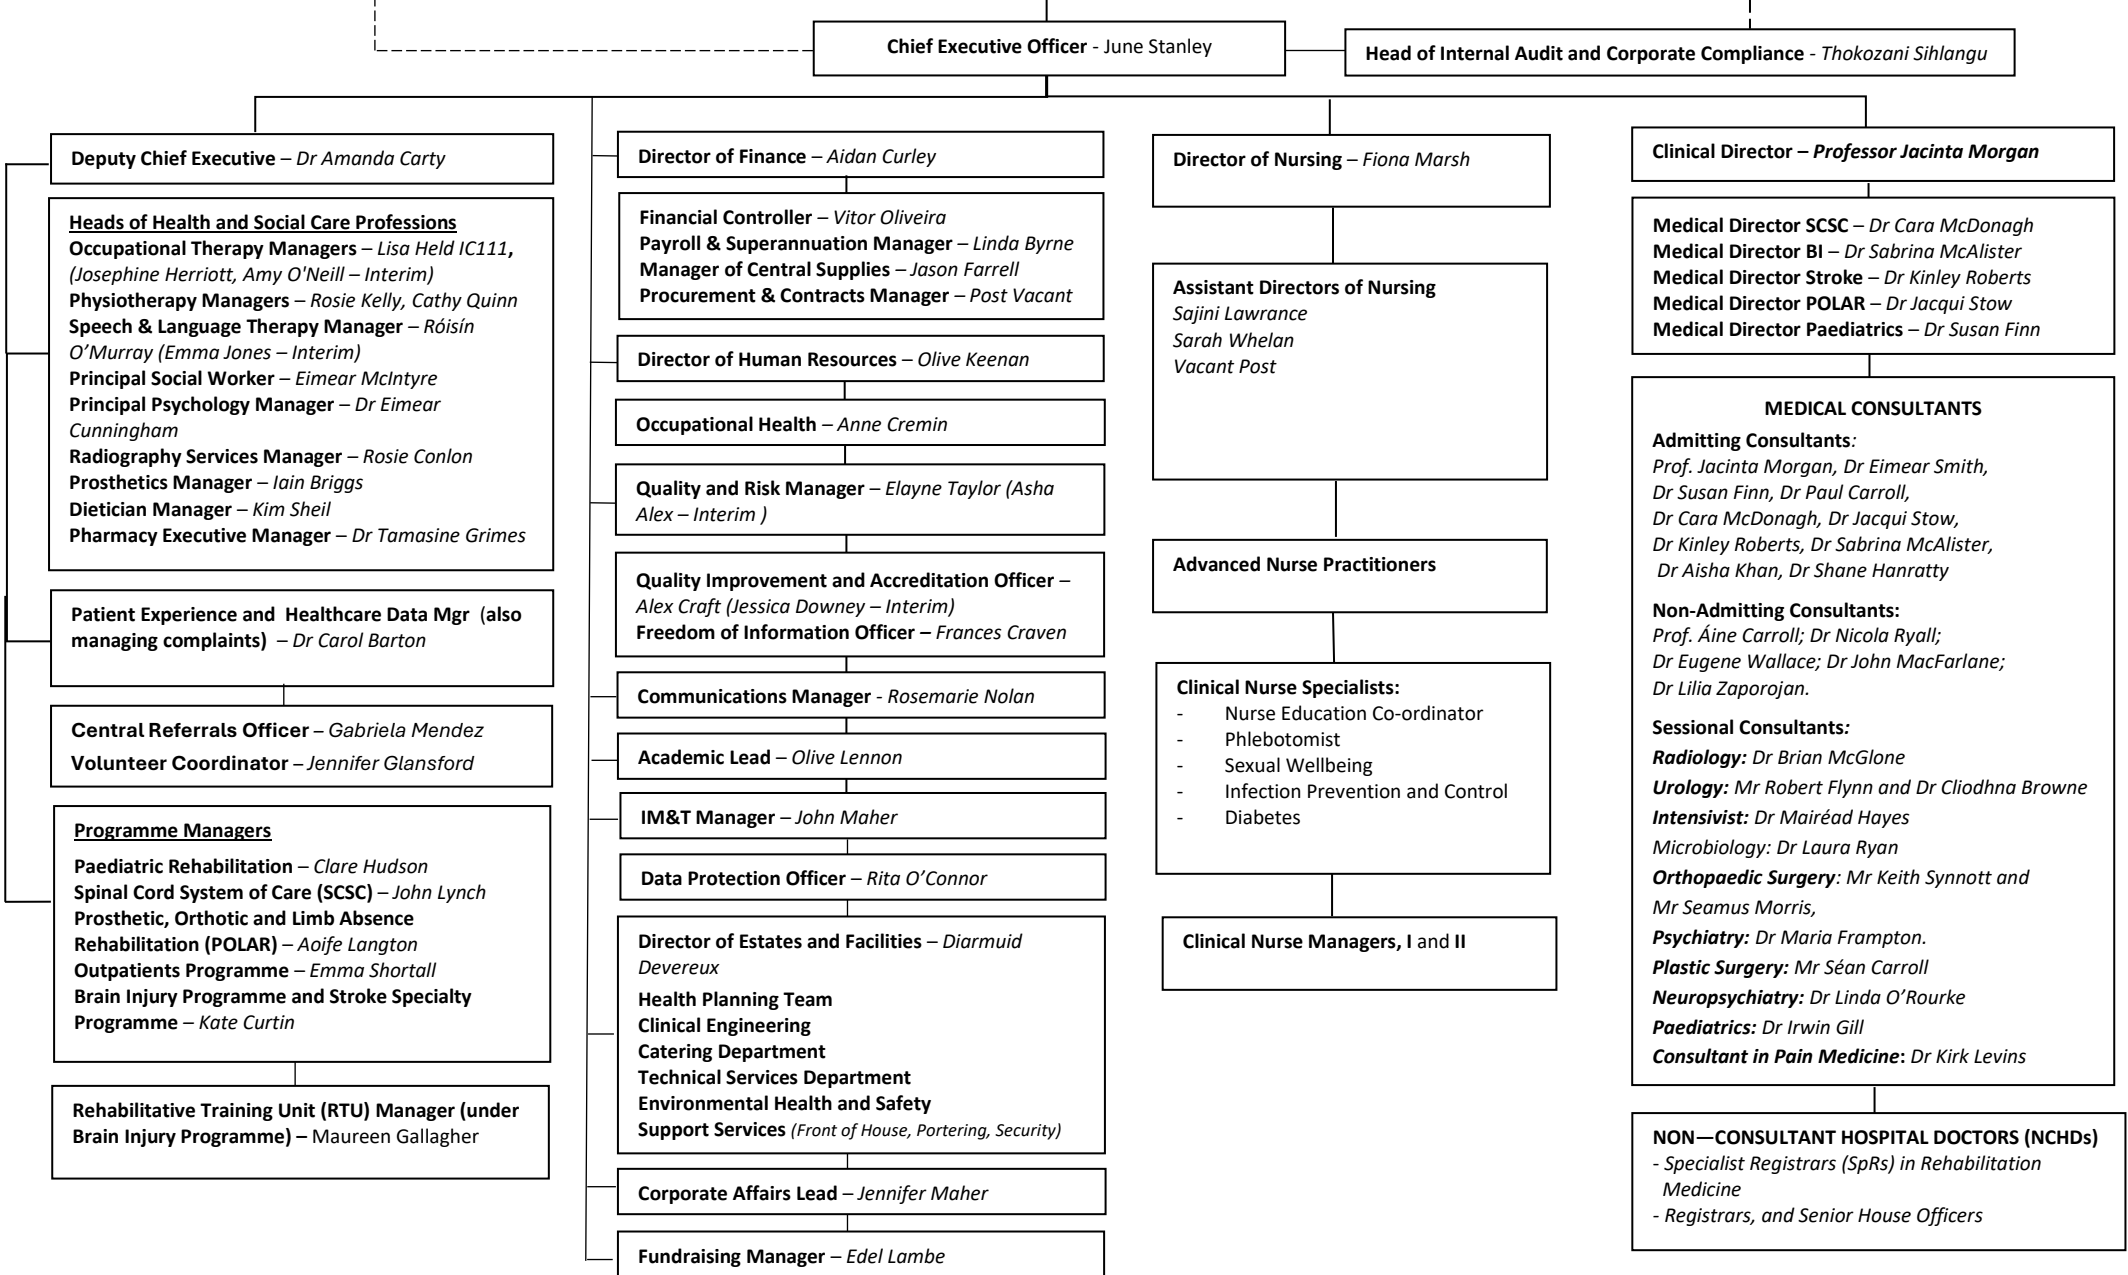 Chief Executive Officer - June Stanley
Head of Internal Audit and Corporate Compliance - Thokozani Sihlangu
Deputy Chief Executive – Dr Amanda Carty
Heads of Health and Social Care Professions
Occupational Therapy Managers – Lisa Held IC111,
(Josephine Herriott, Amy O'Neill – Interim)
Physiotherapy Managers – Rosie Kelly, Cathy Quinn
Speech & Language Therapy Manager – Róisín
O’Murray (Emma Jones – Interim)
Principal Social Worker – Eimear McIntyre
Principal Psychology Manager – Dr Eimear
Cunningham
Radiography Services Manager – Rosie Conlon
Prosthetics Manager – Iain Briggs
Dietician Manager – Kim Sheil
Pharmacy Executive Manager – Dr Tamasine Grimes
Patient Experience and Healthcare Data Mgr (also
managing complaints) – Dr Carol Barton
Central Referrals Officer – Gabriela Mendez
Volunteer Coordinator – Jennifer Glansford
Programme Managers
Paediatric Rehabilitation – Clare Hudson
Spinal Cord System of Care (SCSC) – John Lynch
Prosthetic, Orthotic and Limb Absence
Rehabilitation (POLAR) – Aoife Langton
Outpatients Programme – Emma Shortall
Brain Injury Programme and Stroke Specialty
Programme – Kate Curtin
Rehabilitative Training Unit (RTU) Manager (under
Brain Injury Programme) – Maureen Gallagher
Director of Finance – Aidan Curley
Financial Controller – Vitor Oliveira
Payroll & Superannuation Manager – Linda Byrne
Manager of Central Supplies – Jason Farrell
Procurement & Contracts Manager – Post Vacant
Director of Human Resources – Olive Keenan
Occupational Health – Anne Cremin
Quality and Risk Manager – Elayne Taylor (Asha
Alex – Interim )
Quality Improvement and Accreditation Officer –
Alex Craft (Jessica Downey – Interim)
Freedom of Information Officer – Frances Craven
Communications Manager - Rosemarie Nolan
Academic Lead – Olive Lennon
IM&T Manager – John Maher
Data Protection Officer – Rita O’Connor
Director of Estates and Facilities – Diarmuid
Devereux
Health Planning Team
Clinical Engineering
Catering Department
Technical Services Department
Environmental Health and Safety
Support Services (Front of House, Portering, Security)
Corporate Affairs Lead – Jennifer Maher
Fundraising Manager – Edel Lambe
Director of Nursing – Fiona Marsh
Assistant Directors of Nursing
Sajini Lawrance
Sarah Whelan
Vacant Post
Advanced Nurse Practitioners
Clinical Nurse Specialists:
- Nurse Education Co-ordinator
- Phlebotomist
- Sexual Wellbeing
- Infection Prevention and Control
- Diabetes
Clinical Nurse Managers, I and II
Clinical Director – Professor Jacinta Morgan
Medical Director SCSC – Dr Cara McDonagh
Medical Director BI – Dr Sabrina McAlister
Medical Director Stroke – Dr Kinley Roberts
Medical Director POLAR – Dr Jacqui Stow
Medical Director Paediatrics – Dr Susan Finn
MEDICAL CONSULTANTS
Admitting Consultants:
Prof. Jacinta Morgan, Dr Eimear Smith,
Dr Susan Finn, Dr Paul Carroll,
Dr Cara McDonagh, Dr Jacqui Stow,
Dr Kinley Roberts, Dr Sabrina McAlister,
Dr Aisha Khan, Dr Shane Hanratty
Non-Admitting Consultants:
Prof. Áine Carroll; Dr Nicola Ryall;
Dr Eugene Wallace; Dr John MacFarlane;
Dr Lilia Zaporojan.
Sessional Consultants:
Radiology: Dr Brian McGlone
Urology: Mr Robert Flynn and Dr Cliodhna Browne
Intensivist: Dr Mairéad Hayes
Microbiology: Dr Laura Ryan
Orthopaedic Surgery: Mr Keith Synnott and
Mr Seamus Morris,
Psychiatry: Dr Maria Frampton.
Plastic Surgery: Mr Séan Carroll
Neuropsychiatry: Dr Linda O’Rourke
Paediatrics: Dr Irwin Gill
Consultant in Pain Medicine: Dr Kirk Levins
NON—CONSULTANT HOSPITAL DOCTORS (NCHDs)
- Specialist Registrars (SpRs) in Rehabilitation
Medicine
- Registrars, and Senior House Officers